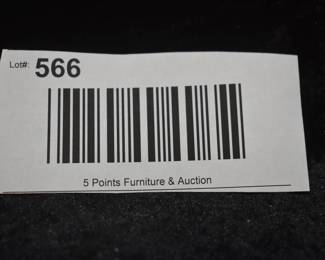 Lot#: 566
5 Points Furniture & Auction